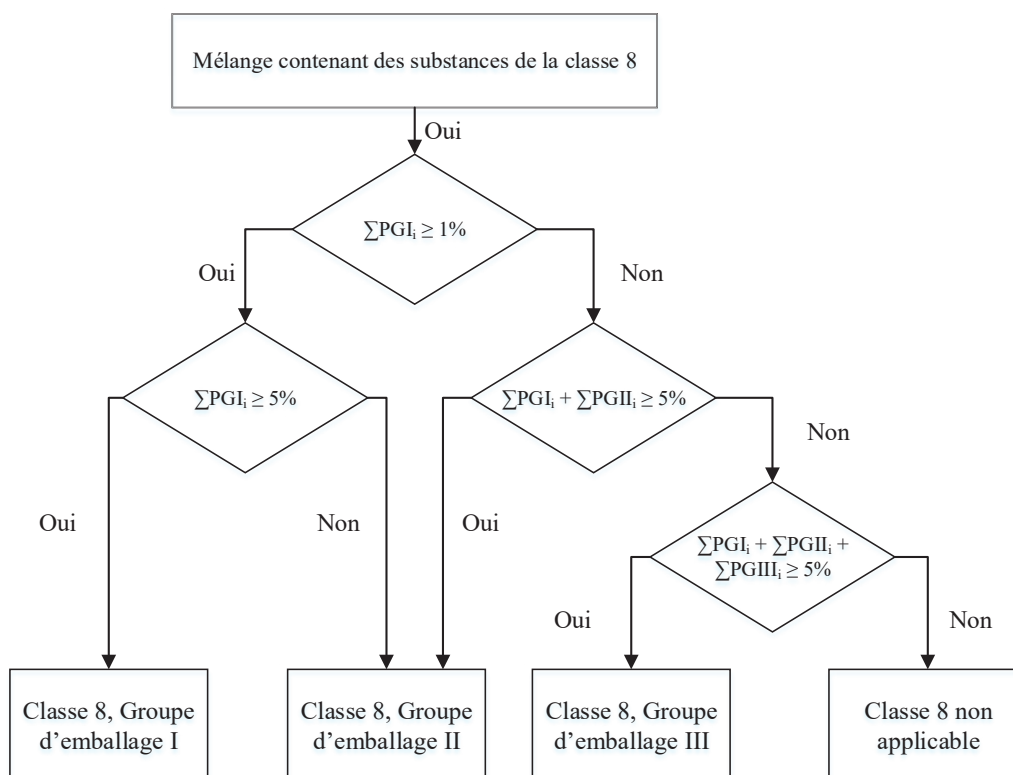 Mélange contenant des substances de la classe 8
Oui
∑PGIᵢ ≥ 1%
Oui
Non
∑PGIᵢ ≥ 5%
∑PGIᵢ + ∑PGIIᵢ ≥ 5%
Non
Oui
Non
Oui
∑PGIᵢ + ∑PGIIᵢ +
∑PGIIIᵢ ≥ 5%
Oui
Non
Classe 8, Groupe
d’emballage I
Classe 8, Groupe
d’emballage II
Classe 8, Groupe
d’emballage III
Classe 8 non
applicable